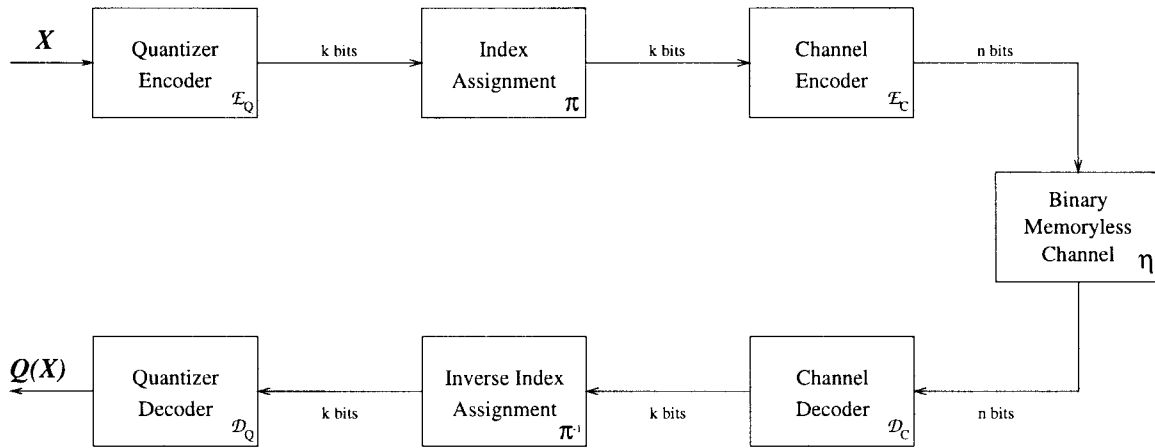 X
Quantizer
Encoder
ℰ_Q
k bits
Index
Assignment
π
k bits
Channel
Encoder
ℰ_C
n bits
Binary
Memoryless
Channel
η
Q(X)
Quantizer
Decoder
𝒟_Q
k bits
Inverse Index
Assignment
π⁻¹
k bits
Channel
Decoder
𝒟_C
n bits